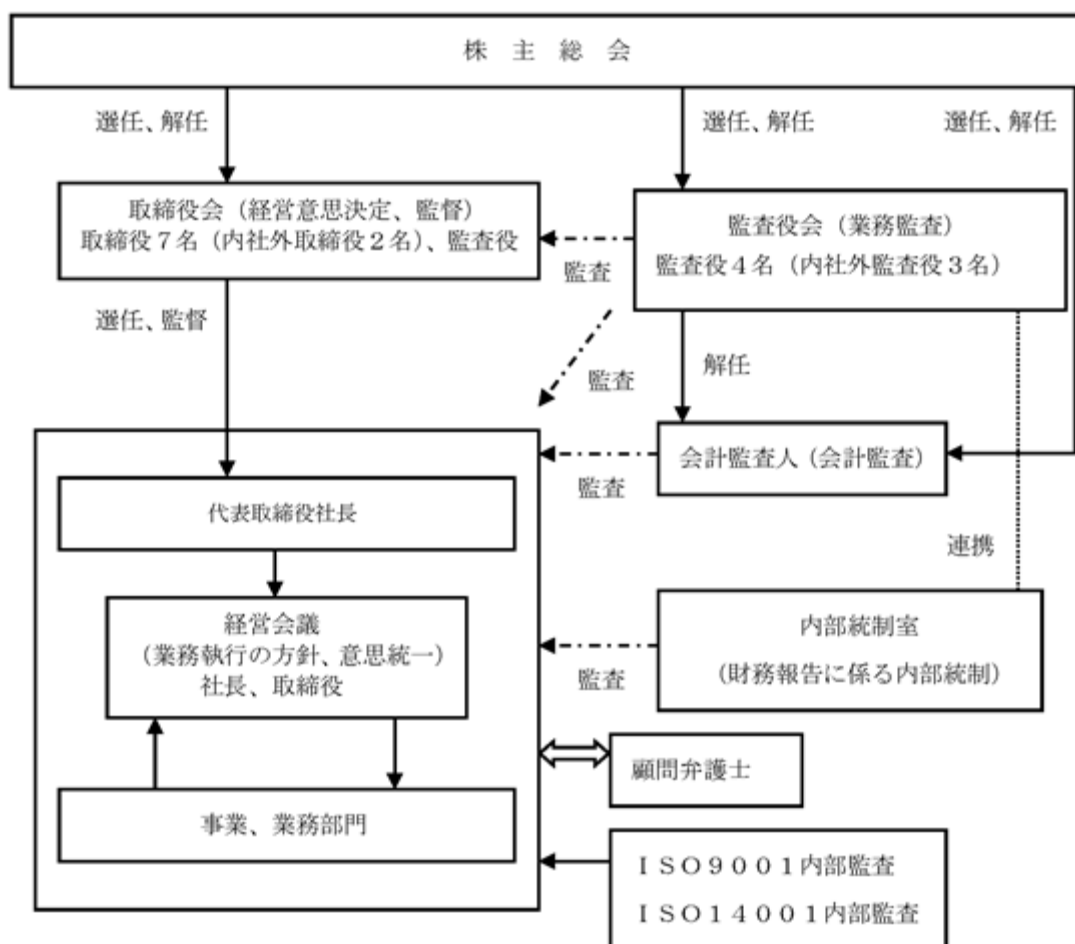 株 主 総 会
選任、解任
選任、解任
選任、解任
取締役会（経営意思決定、監督）
取締役７名（内社外取締役２名）、監査役
監査
監査役会（業務監査）
監査役４名（内社外監査役３名）
選任、監督
監査
解任
会計監査人（会計監査）
監査
代表取締役社長
連携
経営会議
（業務執行の方針、意思統一）
社長、取締役
監査
内部統制室
（財務報告に係る内部統制）
顧問弁護士
事業、業務部門
ＩＳＯ９００１内部監査
ＩＳＯ１４００１内部監査